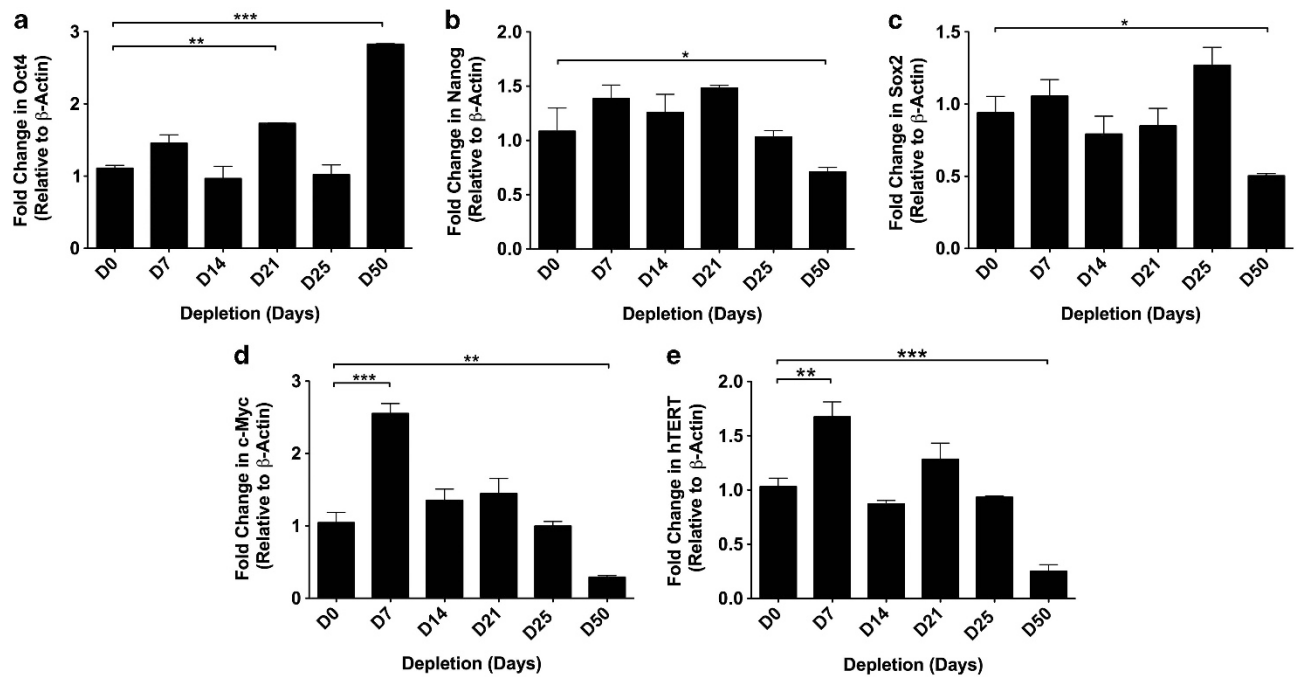 a
Fold Change in Oct4
(Relative to β-Actin)
***
**
3
2
1
0
D0 D7 D14 D21 D25 D50
Depletion (Days)
b
Fold Change in Nanog
(Relative to β-Actin)
*
2.0
1.5
1.0
0.5
0.0
D0 D7 D14 D21 D25 D50
Depletion (Days)
c
Fold Change in Sox2
(Relative to β-Actin)
*
1.5
1.0
0.5
0.0
D0 D7 D14 D21 D25 D50
Depletion (Days)
d
Fold Change in c-Myc
(Relative to β-Actin)
**
***
3
2
1
0
D0 D7 D14 D21 D25 D50
Depletion (Days)
e
Fold Change in hTERT
(Relative to β-Actin)
***
**
2.0
1.5
1.0
0.5
0.0
D0 D7 D14 D21 D25 D50
Depletion (Days)